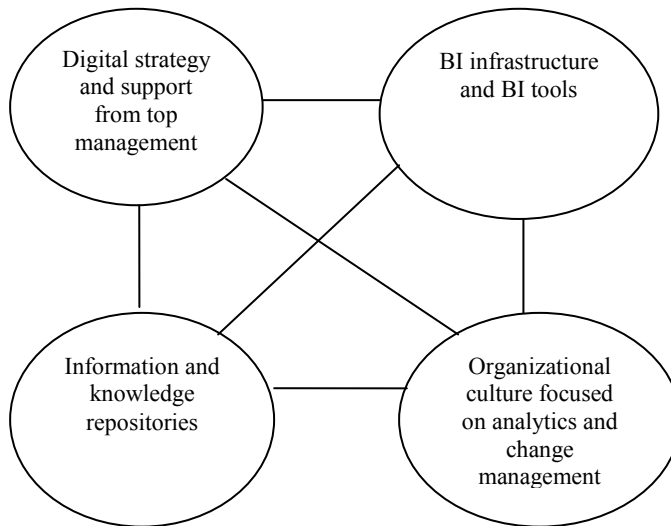 Digital strategy
and support
from top
management
BI infrastructure
and BI tools
Information and
knowledge
repositories
Organizational
culture focused
on analytics and
change
management